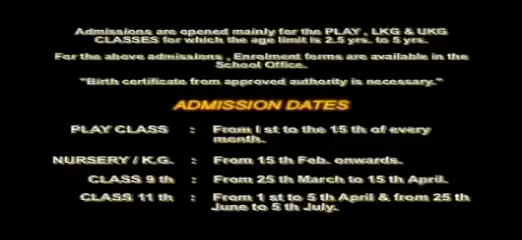 Admissions are opened mainly for the PLAY , LKG & UKG
CLASSES for which the age limit is 2.5 yrs. to 5 yrs.
For the above admissions , Enrolment forms are available in the
School Office.
"Birth certificate from approved authority is necessary."
ADMISSION DATES
PLAY CLASS : From I st to the 15 th of every
month.
NURSERY / K.G. : From 15 th Feb. onwards.
CLASS 9 th : From 25 th March to 15 th April.
CLASS 11 th : From 1 st to 5 th April & from 25 th
June to 5 th July.